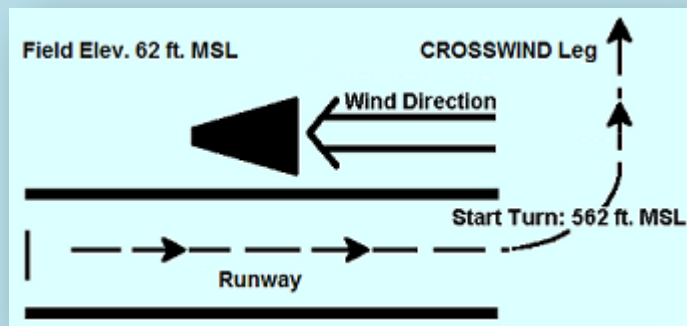 Field Elev. 62 ft. MSL
CROSSWIND Leg
Wind Direction
Start Turn: 562 ft. MSL
Runway